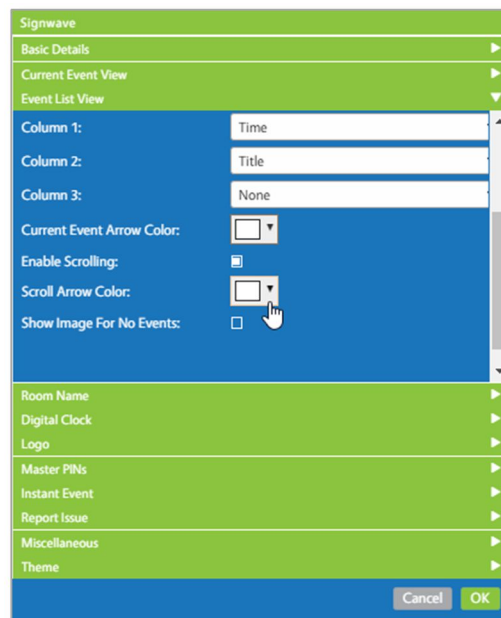 Signwave
Basic Details
Current Event View
Event List View
Column 1: Time
Column 2: Title
Column 3: None
Current Event Arrow Color:
Enable Scrolling:
Scroll Arrow Color:
Show Image For No Events:
Room Name
Digital Clock
Logo
Master PINs
Instant Event
Report Issue
Miscellaneous
Theme
Cancel OK